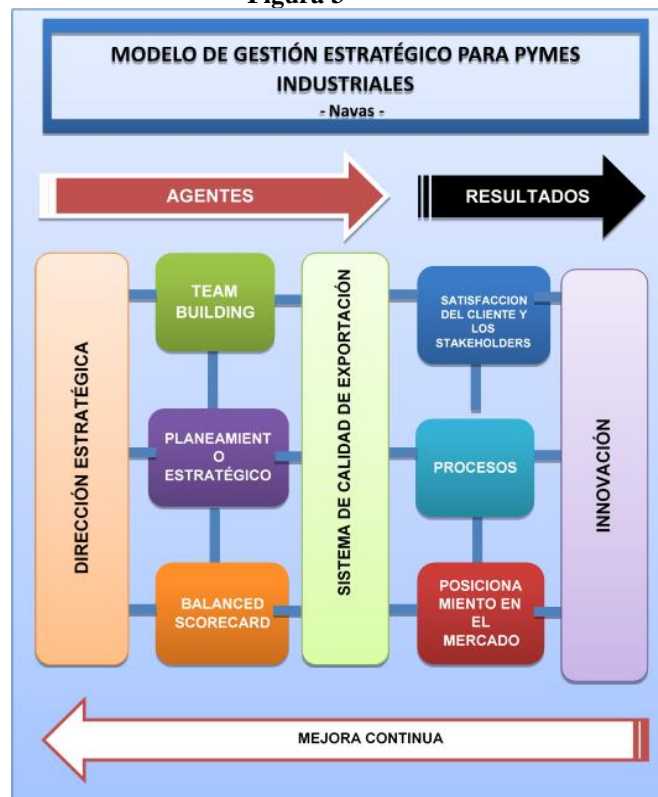 Figura 3
MODELO DE GESTIÓN ESTRATÉGICO PARA PYMES
INDUSTRIALES
- Navas -
AGENTES
RESULTADOS
DIRECCIÓN ESTRATÉGICA
TEAM
BUILDING
PLANEAMIENT
O
ESTRATÉGICO
BALANCED
SCORECARD
SISTEMA DE CALIDAD DE EXPORTACIÓN
SATISFACCION
DEL CLIENTE Y
LOS
STAKEHOLDERS
PROCESOS
POSICIONA
MIENTO EN
EL
MERCADO
INNOVACIÓN
MEJORA CONTINUA